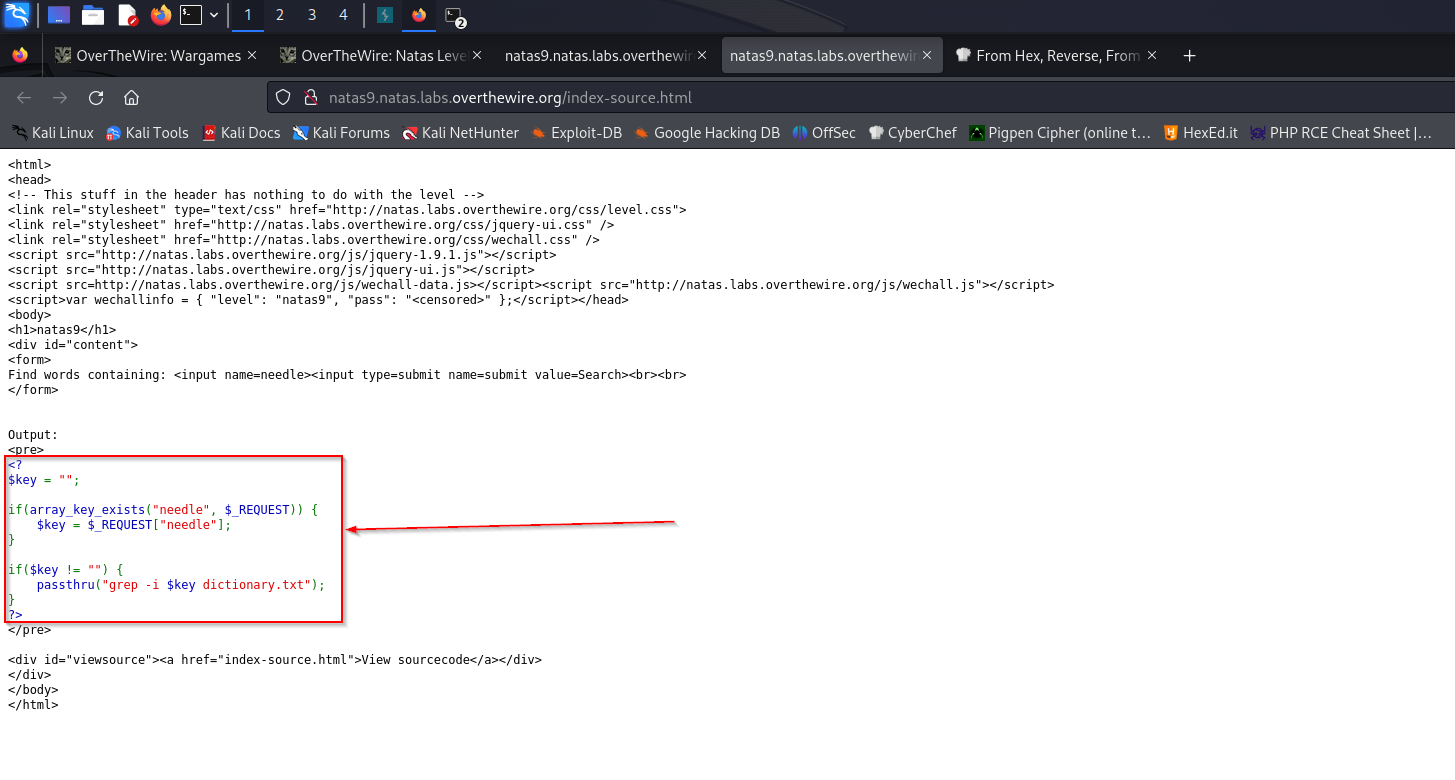 1 2 3 4 2
OverTheWire: Wargames OverTheWire: Natas Leve natas9.natas.labs.overthewir natas9.natas.labs.overthewir From Hex, Reverse, From
natas9.natas.labs.overthewire.org/index-source.html
Kali Linux Kali Tools Kali Docs Kali Forums Kali NetHunter Exploit-DB Google Hacking DB OffSec CyberChef Pigpen Cipher (online t… HexEd.it PHP RCE Cheat Sheet |…
<html>
<head>
<!-- This stuff in the header has nothing to do with the level -->
<link rel="stylesheet" type="text/css" href="http://natas.labs.overthewire.org/css/level.css">
<link rel="stylesheet" href="http://natas.labs.overthewire.org/css/jquery-ui.css" />
<link rel="stylesheet" href="http://natas.labs.overthewire.org/css/wechall.css" />
<script src="http://natas.labs.overthewire.org/js/jquery-1.9.1.js"></script>
<script src="http://natas.labs.overthewire.org/js/jquery-ui.js"></script>
<script src=http://natas.labs.overthewire.org/js/wechall-data.js></script><script src="http://natas.labs.overthewire.org/js/wechall.js"></script>
<script>var wechallinfo = { "level": "natas9", "pass": "<censored>" };</script></head>
<body>
<h1>natas9</h1>
<div id="content">
<form>
Find words containing: <input name=needle><input type=submit name=submit value=Search><br><br>
</form>
Output:
<pre>
<?
$key = "";
if(array_key_exists("needle", $_REQUEST)) {
$key = $_REQUEST["needle"];
}
if($key != "") {
passthru("grep -i $key dictionary.txt");
}
?>
</pre>
<div id="viewsource"><a href="index-source.html">View sourcecode</a></div>
</div>
</body>
</html>